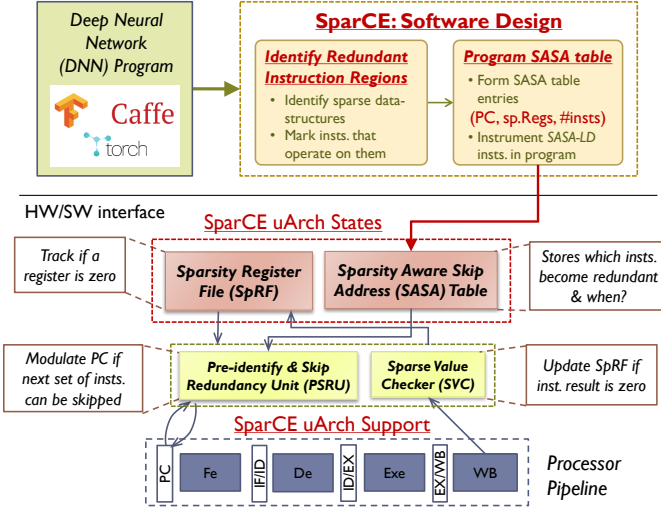 Deep Neural
Network
(DNN) Program
Caffe
torch
SparCE: Software Design
Identify Redundant
Instruction Regions
• Identify sparse data-
structures
• Mark insts. that
operate on them
Program SASA table
• Form SASA table
entries
(PC, sp.Regs, #insts)
• Instrument SASA-LD
insts. in program
HW/SW interface
SparCE uArch States
Track if a
register is zero
Sparsity Register
File (SpRF)
Sparsity Aware Skip
Address (SASA) Table
Stores which insts.
become redundant
& when?
Modulate PC if
next set of insts.
can be skipped
Pre-identify & Skip
Redundancy Unit (PSRU)
Sparse Value
Checker (SVC)
Update SpRF if
inst. result is zero
SparCE uArch Support
PC
Fe
IF/ID
De
ID/EX
Exe
EX/WB
WB
Processor
Pipeline